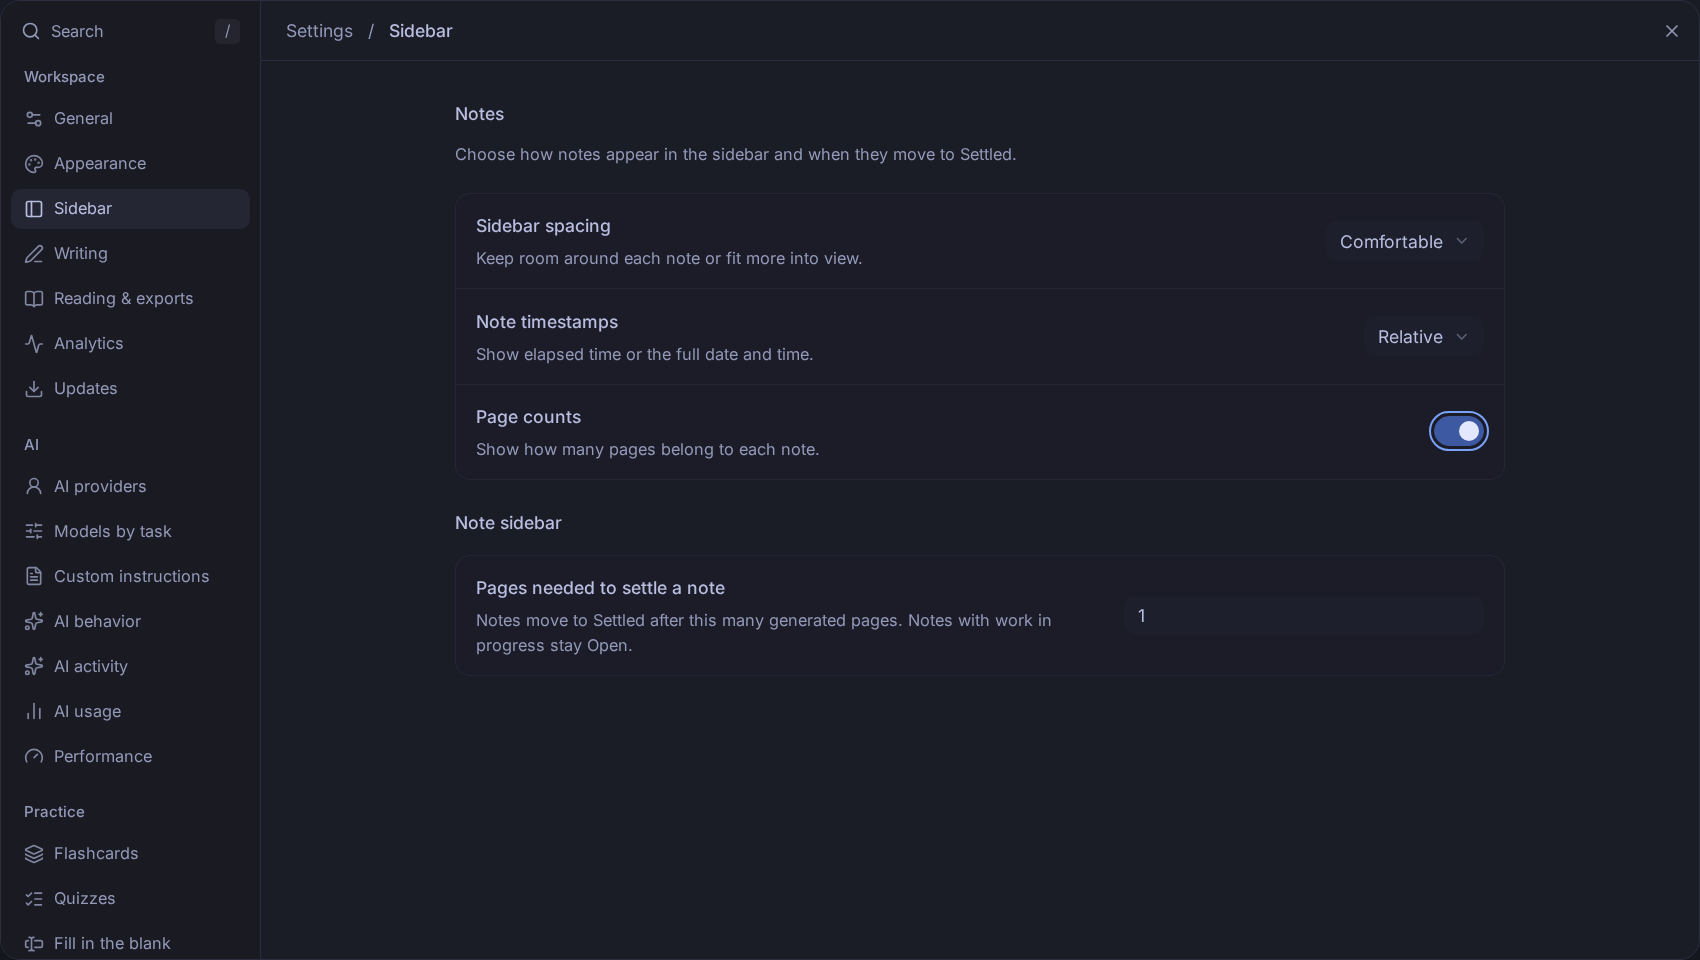 Search /
Workspace
General
Appearance
Sidebar
Writing
Reading & exports
Analytics
Updates
AI
AI providers
Models by task
Custom instructions
AI behavior
AI activity
AI usage
Performance
Practice
Flashcards
Quizzes
Fill in the blank
Settings / Sidebar
Notes
Choose how notes appear in the sidebar and when they move to Settled.
Sidebar spacing
Keep room around each note or fit more into view.
Comfortable
Note timestamps
Show elapsed time or the full date and time.
Relative
Page counts
Show how many pages belong to each note.
Note sidebar
Pages needed to settle a note
Notes move to Settled after this many generated pages. Notes with work in
progress stay Open.
1